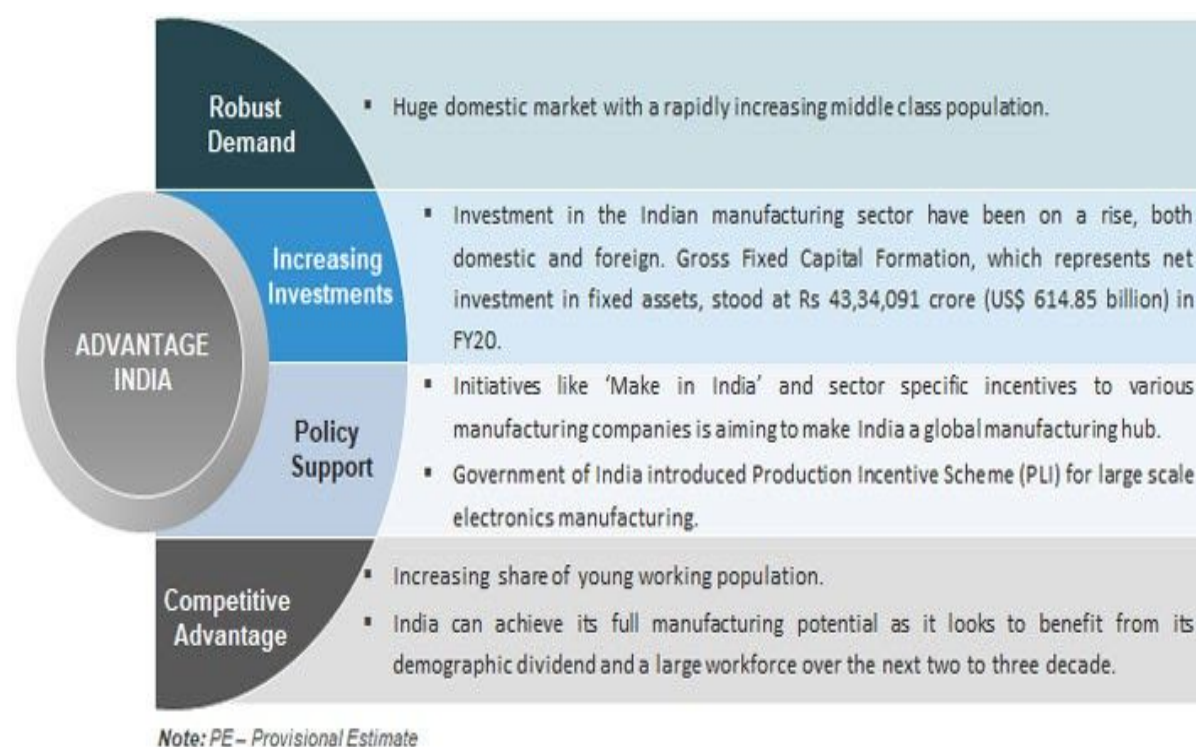 Robust
Demand
▪ Huge domestic market with a rapidly increasing middle class population.
ADVANTAGE
INDIA
Increasing
Investments
▪ Investment in the Indian manufacturing sector have been on a rise, both
domestic and foreign. Gross Fixed Capital Formation, which represents net
investment in fixed assets, stood at Rs 43,34,091 crore (US$ 614.85 billion) in
FY20.
Policy
Support
▪ Initiatives like ‘Make in India’ and sector specific incentives to various
manufacturing companies is aiming to make India a global manufacturing hub.
▪ Government of India introduced Production Incentive Scheme (PLI) for large scale
electronics manufacturing.
Competitive
Advantage
▪ Increasing share of young working population.
▪ India can achieve its full manufacturing potential as it looks to benefit from its
demographic dividend and a large workforce over the next two to three decade.
Note: PE – Provisional Estimate